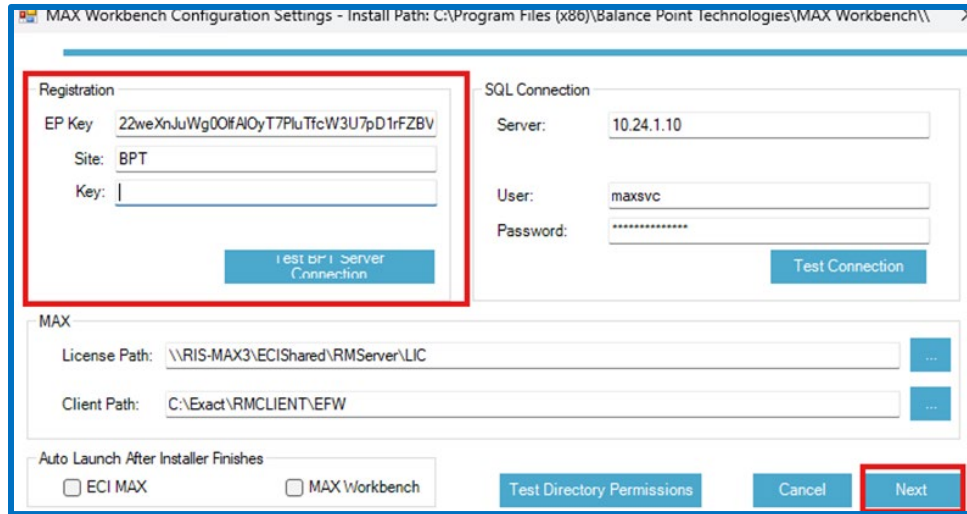 MAX Workbench Configuration Settings - Install Path: C:\Program Files (x86)\Balance Point Technologies\MAX Workbench\\
Registration
EP Key 22weXnJuWg0OlfAlOyT7PluTfcW3U7pD1rFZBV
Site: BPT
Key:
Test BPT Server
Connection
SQL Connection
Server: 10.24.1.10
User: maxsvc
Password: **************
Test Connection
MAX
License Path: \\RIS-MAX3\ECIShared\RMServer\LIC
...
Client Path: C:\Exact\RMCLIENT\EFW
...
Auto Launch After Installer Finishes
ECI MAX
MAX Workbench
Test Directory Permissions
Cancel
Next